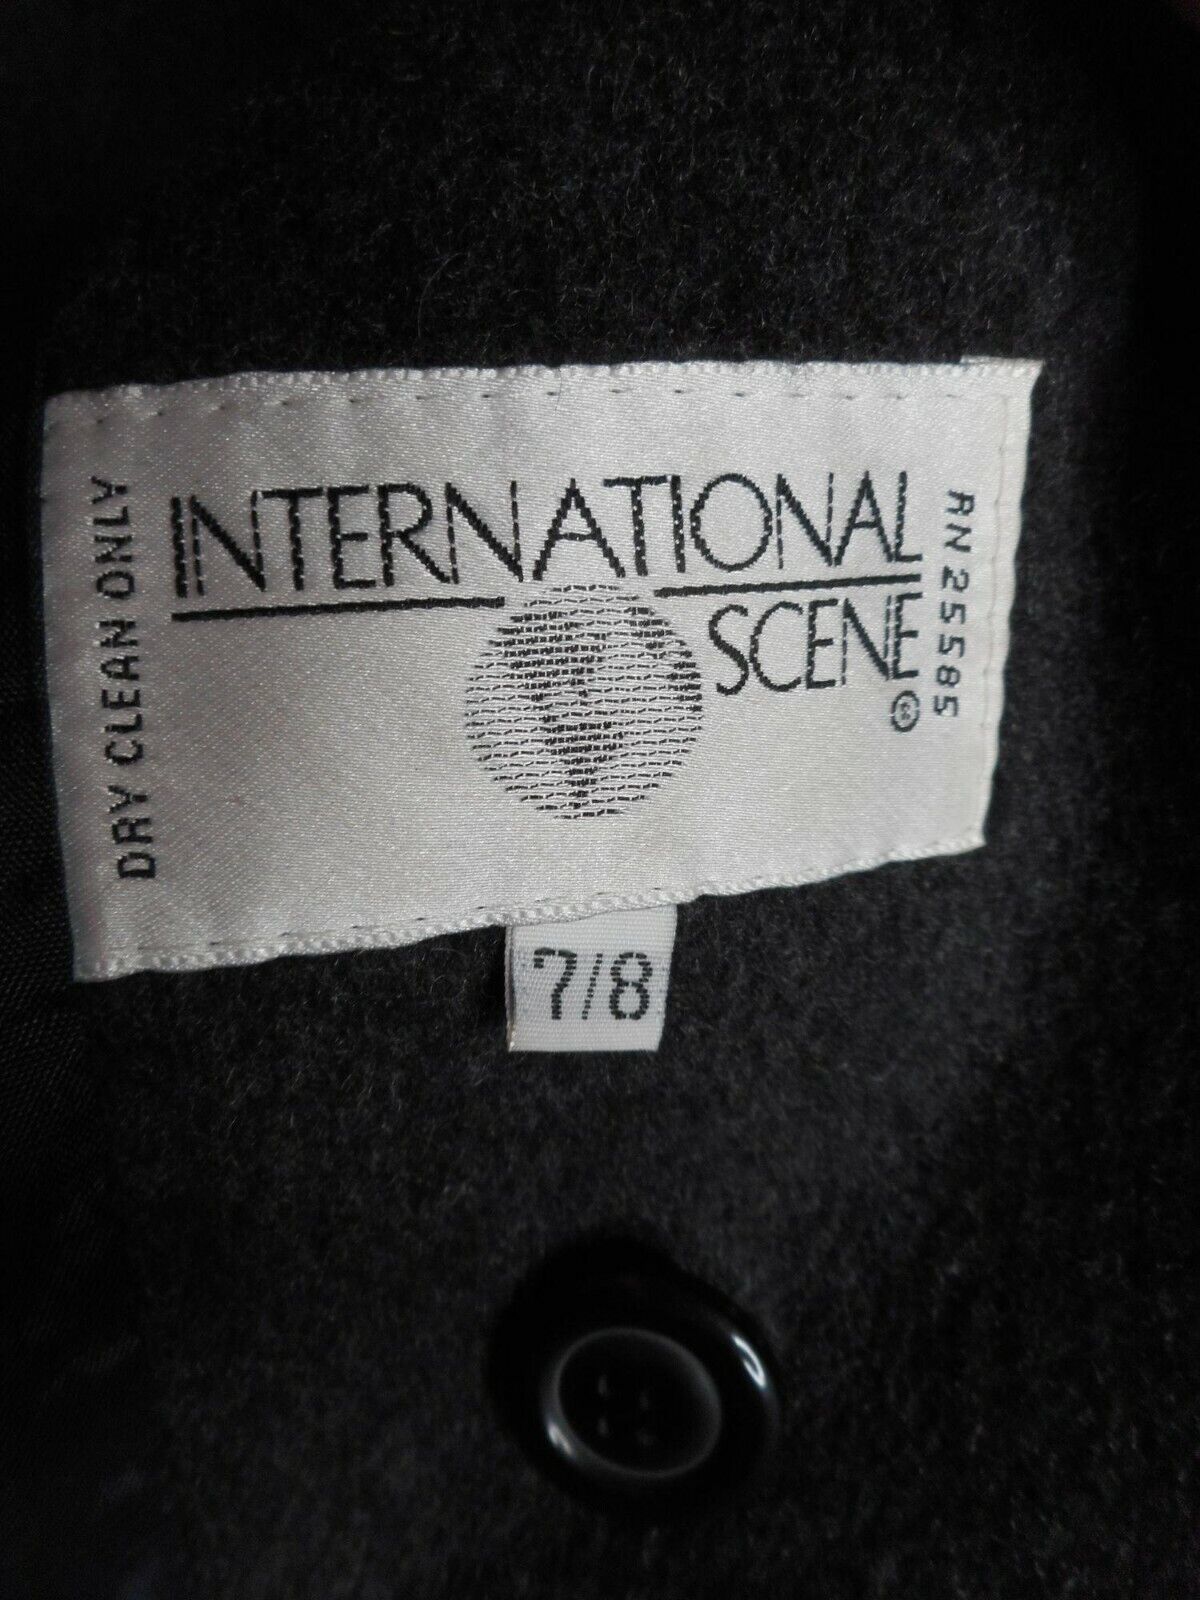 DRY CLEAN ONLY
INTERNATIONAL
SCENE
®
RN 25585
7/8